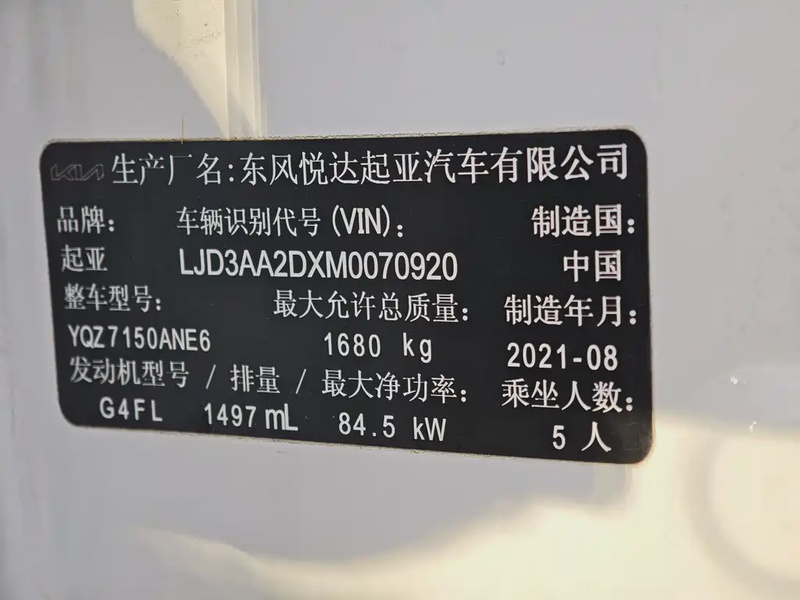 KIA 生产厂名:东风悦达起亚汽车有限公司
品牌: 车辆识别代号(VIN): 制造国:
起亚 LJD3AA2DXM0070920 中国
整车型号: 最大允许总质量: 制造年月:
YQZ7150ANE6 1680 kg 2021-08
发动机型号 / 排量 / 最大净功率: 乘坐人数:
G4FL 1497mL 84.5 kW 5 人